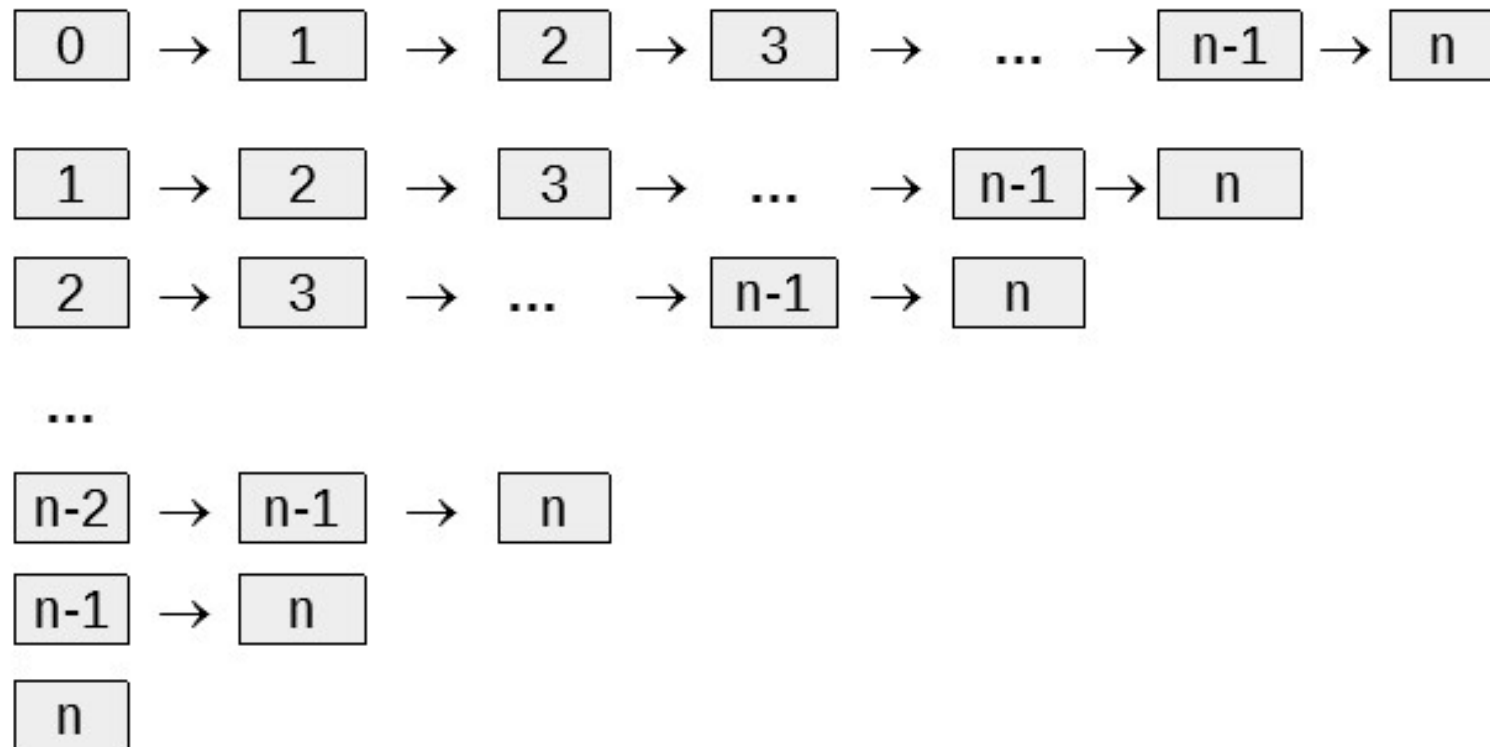 0 → 1 → 2 → 3 → ... → n-1 → n
1 → 2 → 3 → ... → n-1 → n
2 → 3 → ... → n-1 → n
...
n-2 → n-1 → n
n-1 → n
n